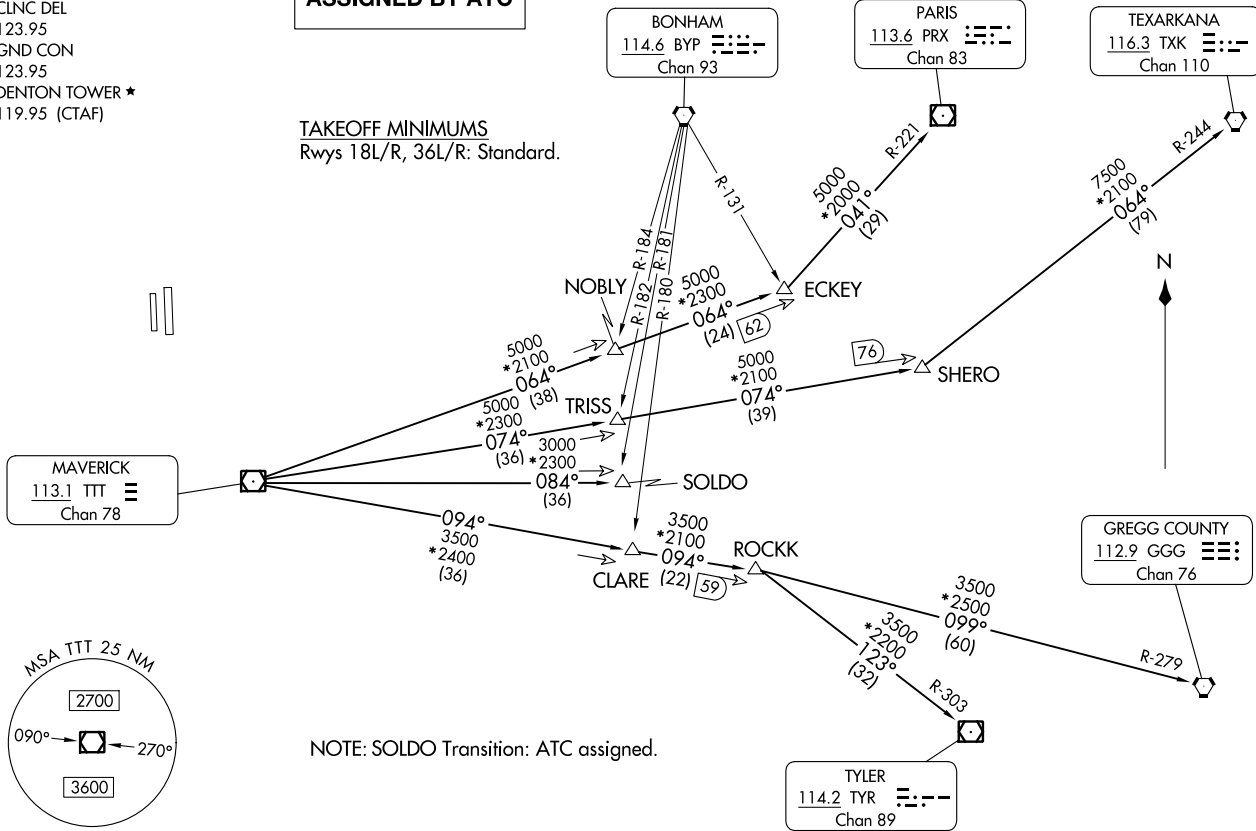 CLNC DEL
123.95
GND CON
123.95
DENTON TOWER ★
119.95 (CTAF)
ASSIGNED BY ATC
TAKEOFF MINIMUMS
Rwys 18L/R, 36L/R: Standard.
BONHAM
114.6 BYP
Chan 93
PARIS
113.6 PRX
Chan 83
TEXARKANA
116.3 TXK
Chan 110
R-221
R-244
R-131
R-184
R-182
R-181
R-180
5000
*2000
041°
(29)
7500
*2100
064°
(79)
N
NOBLY
5000
*2300
064°
(24)
62
ECKEY
5000
*2100
064°
(38)
TRISS
5000
*2100
074°
(39)
76
SHERO
5000
*2300
074°
(36)
3000
*2300
084°
(36)
SOLDO
MAVERICK
113.1 TTT
Chan 78
094°
3500
*2400
(36)
CLARE
3500
*2100
094°
(22)
59
ROCKK
GREGG COUNTY
112.9 GGG
Chan 76
3500
*2500
099°
(60)
R-279
3500
*2200
123°
(32)
R-303
MSA TTT 25 NM
2700
090°
270°
3600
NOTE: SOLDO Transition: ATC assigned.
TYLER
114.2 TYR
Chan 89